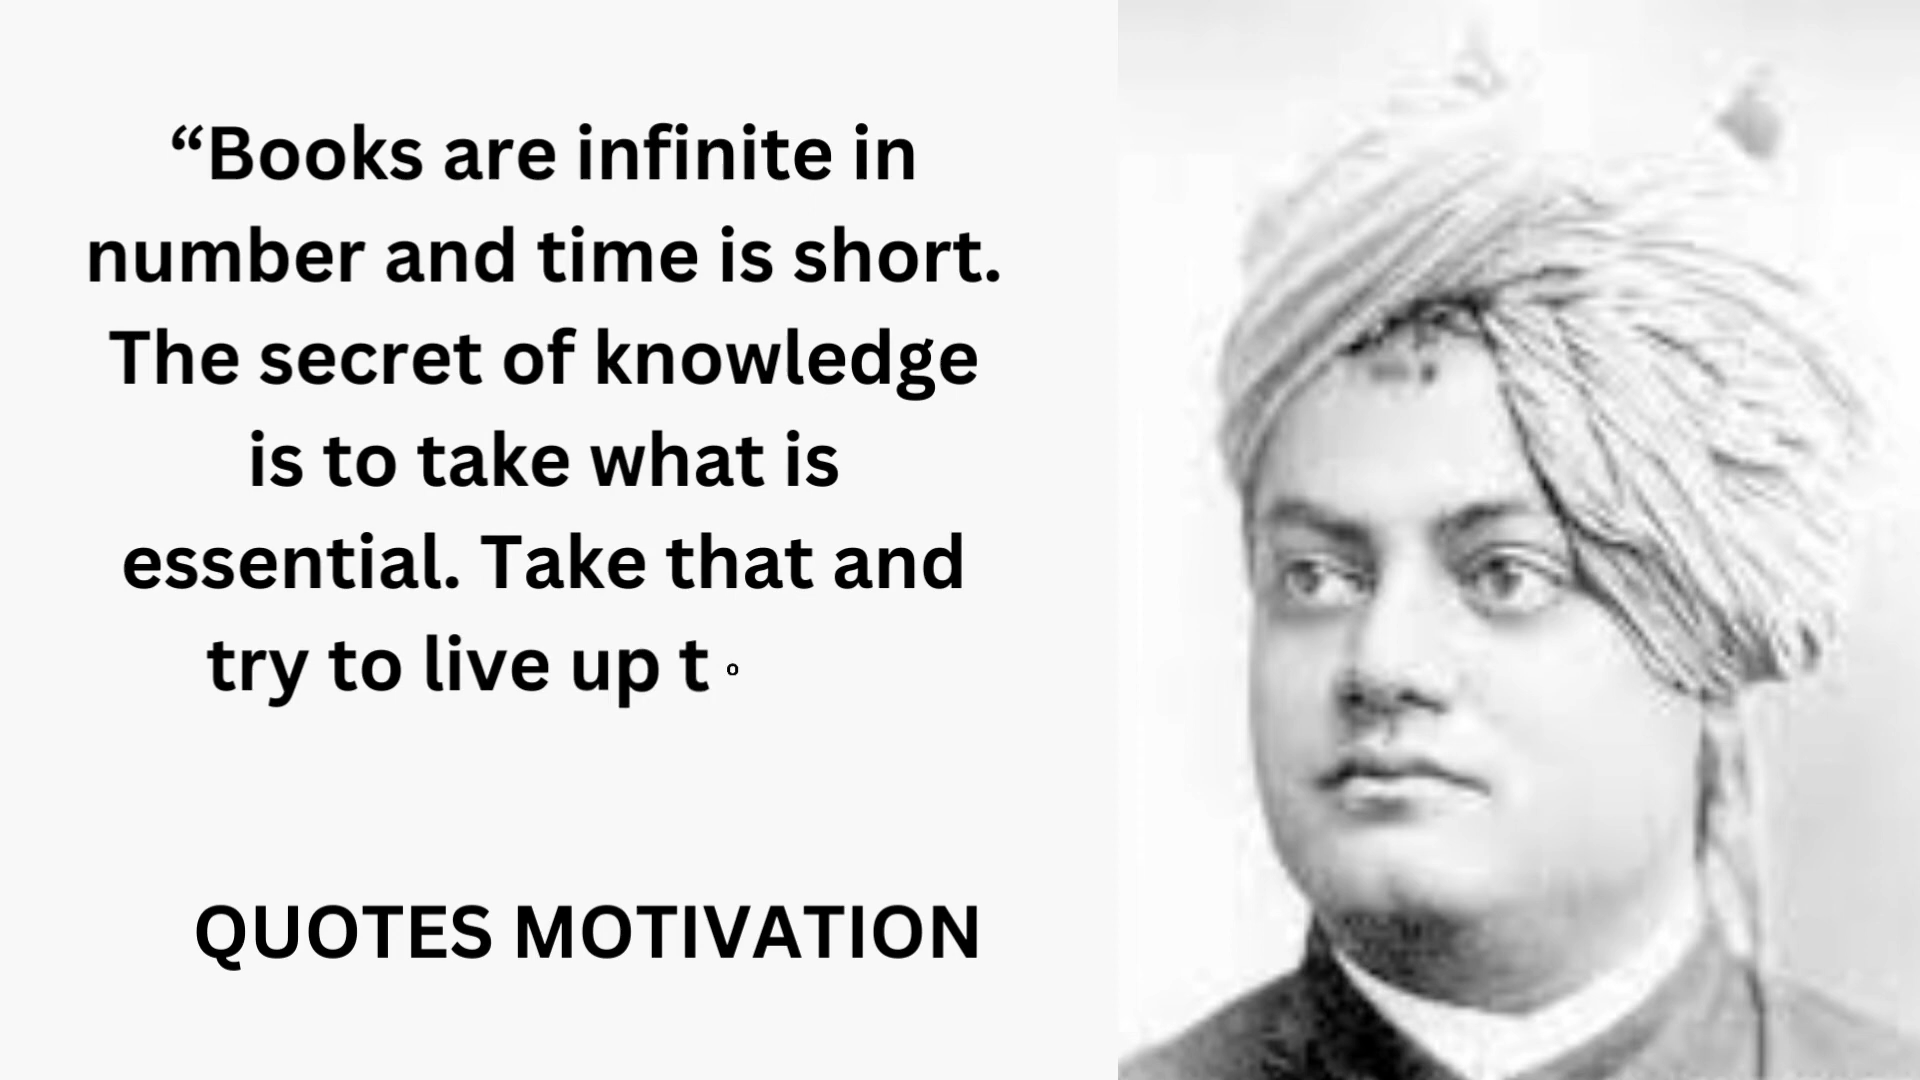 “Books are infinite in
number and time is short.
The secret of knowledge
is to take what is
essential. Take that and
try to live up t o
QUOTES MOTIVATION